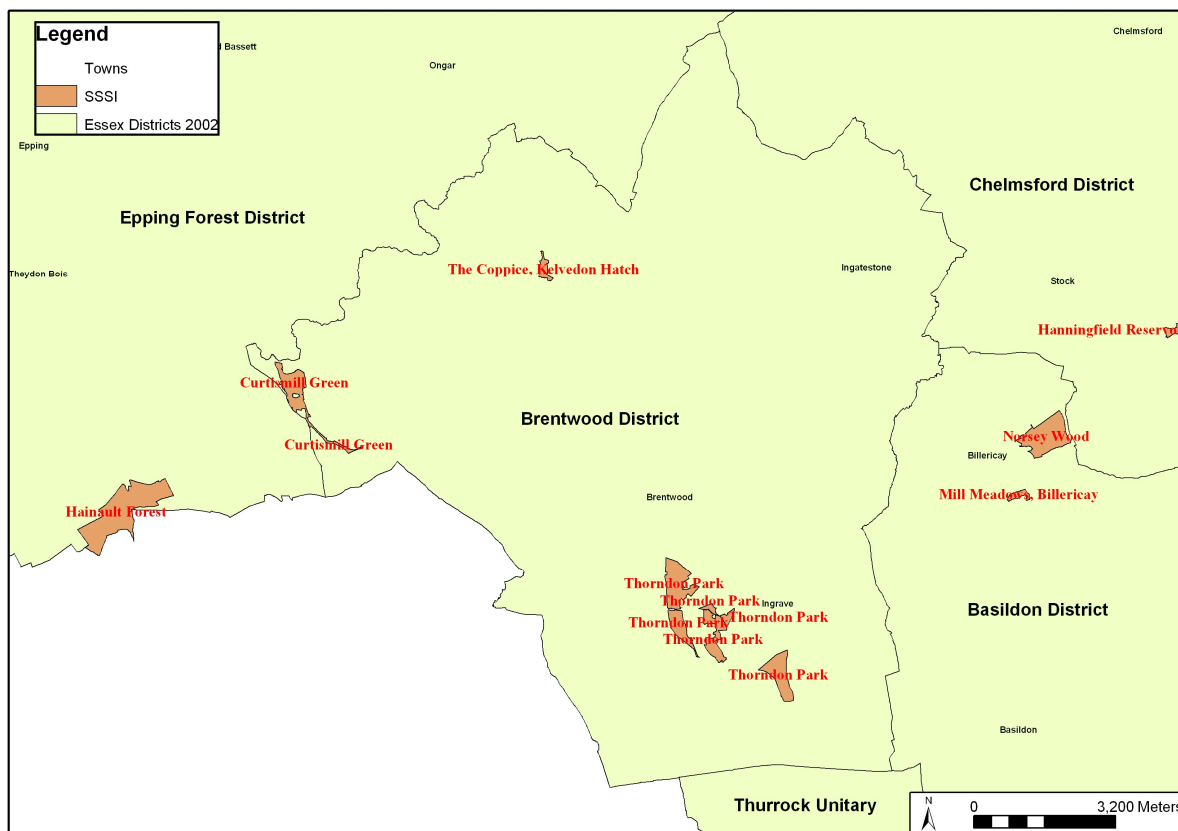 Legend
Towns
SSSI
Essex Districts 2002
d Bassett
Ongar
Chelmsford
Epping
Epping Forest District
Chelmsford District
Theydon Bois
The Coppice, Kelvedon Hatch
Ingatestone
Stock
Hanningfield Reservo
Curtismill Green
Brentwood District
Norsey Wood
Curtismill Green
Billericay
Mill Meadows, Billericay
Brentwood
Hainault Forest
Thorndon Park
Thorndon Park
Ingrave
Thorndon Park
Thorndon Park
Thorndon Park
Basildon District
Thorndon Park
Basildon
Thurrock Unitary
N
0
3,200 Meters